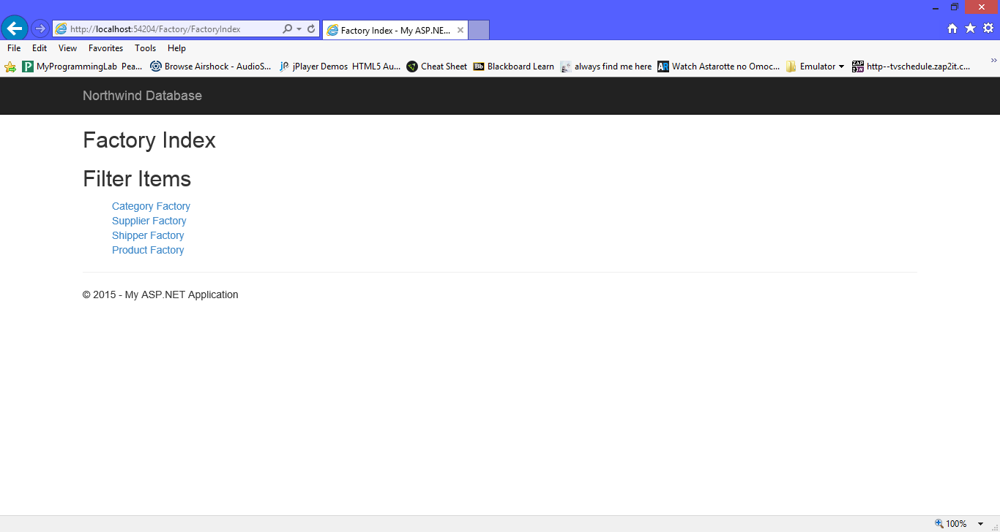 http://localhost:54204/Factory/FactoryIndex
Factory Index - My ASP.NE...
File Edit View Favorites Tools Help
MyProgrammingLab Pea... Browse Airshock - AudioS... jPlayer Demos HTML5 Au... Cheat Sheet Bb Blackboard Learn always find me here AR Watch Astarotte no Omoc... Emulator http--tvschedule.zap2it.c...
Northwind Database
Factory Index
Filter Items
Category Factory
Supplier Factory
Shipper Factory
Product Factory
© 2015 - My ASP.NET Application
100%